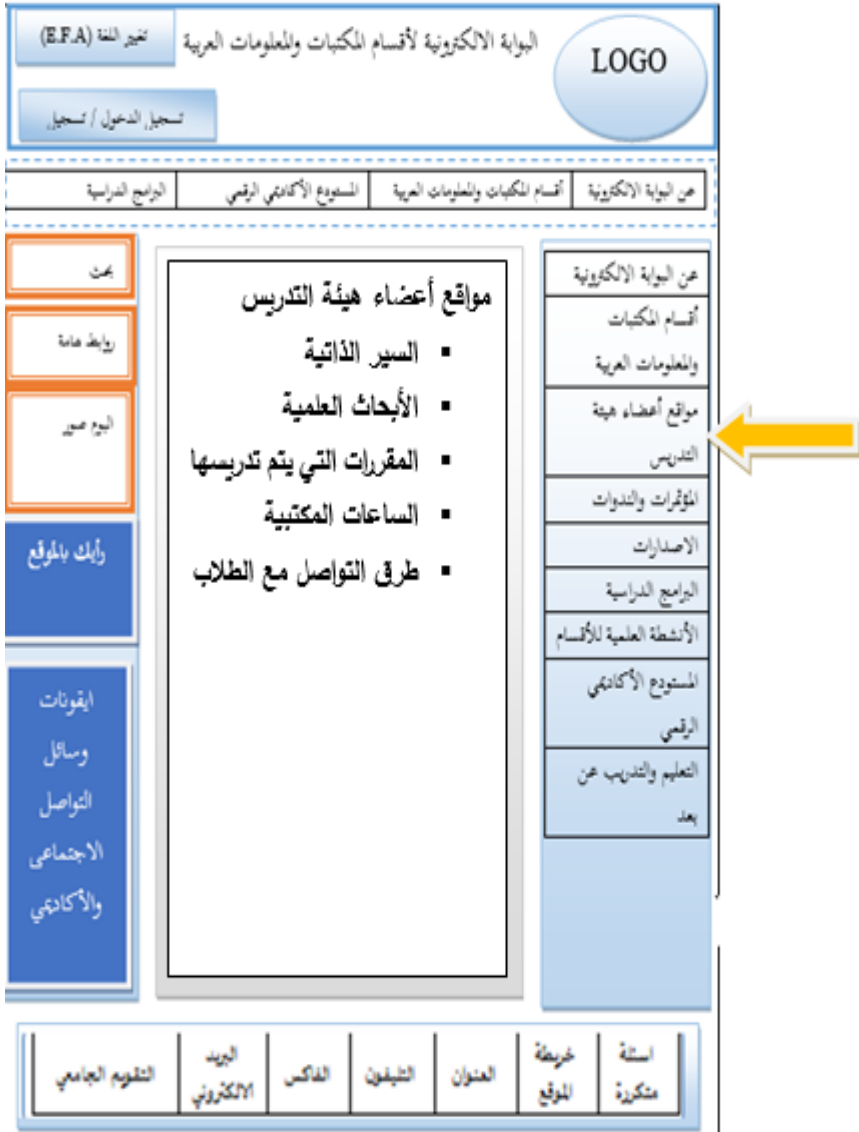 LOGO
البوابة الالكترونية لأقسام المكتبات والمعلومات العربية
تغيير اللغة (E.F.A)
تسجيل الدخول / تسجيل
عن البوابة الالكترونية
أقسام المكتبات والمعلومات العربية
المستودع الأكاديمي الرقمي
البرامج الدراسية
عن البوابة الالكترونية
أقسام المكتبات
والمعلومات العربية
مواقع أعضاء هيئة
التدريس
المؤتمرات والندوات
الاصدارات
البرامج الدراسية
الأنشطة العلمية للأقسام
المستودع الأكاديمي
الرقمي
التعليم والتدريب عن
بعد
مواقع أعضاء هيئة التدريس
▪ السير الذاتية
▪ الأبحاث العلمية
▪ المقررات التي يتم تدريسها
▪ الساعات المكتبية
▪ طرق التواصل مع الطلاب
بحث
روابط هامة
البوم صور
رأيك بالموقع
ايقونات
وسائل
التواصل
الاجتماعى
والأكاديمي
اسئلة
متكررة
خريطة
الموقع
العنوان
التليفون
الفاكس
البريد
الالكتروني
التقويم الجامعي